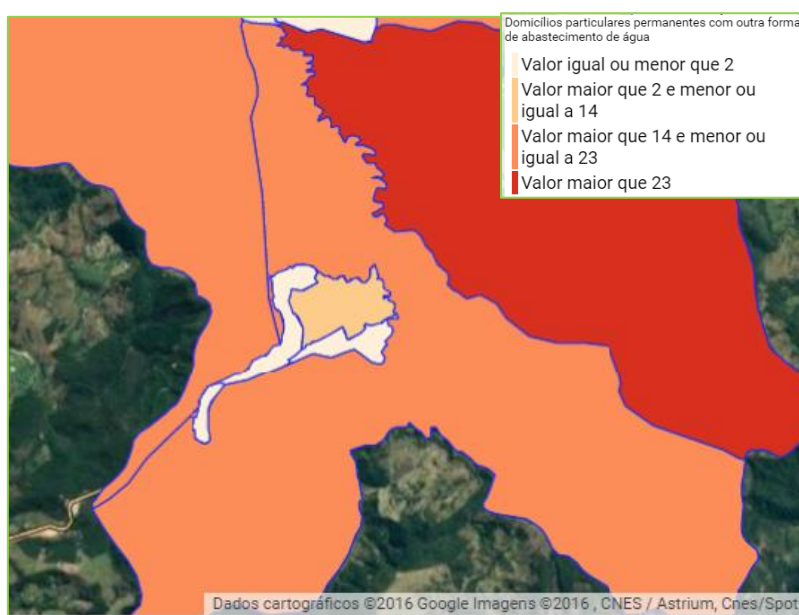 Domicílios particulares permanentes com outra forma
de abastecimento de água
Valor igual ou menor que 2
Valor maior que 2 e menor ou
igual a 14
Valor maior que 14 e menor ou
igual a 23
Valor maior que 23
Dados cartográficos ©2016 Google Imagens ©2016 , CNES / Astrium, Cnes/Spot